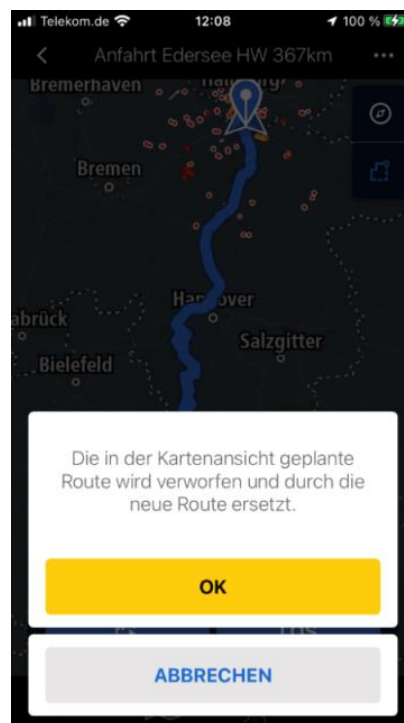 Telekom.de 12:08 100 %
Anfahrt Edersee HW 367km
Bremerhaven
Bremen
Hannover
Salzgitter
abrück
Bielefeld
Die in der Kartenansicht geplante
Route wird verworfen und durch die
neue Route ersetzt.
OK
ABBRECHEN